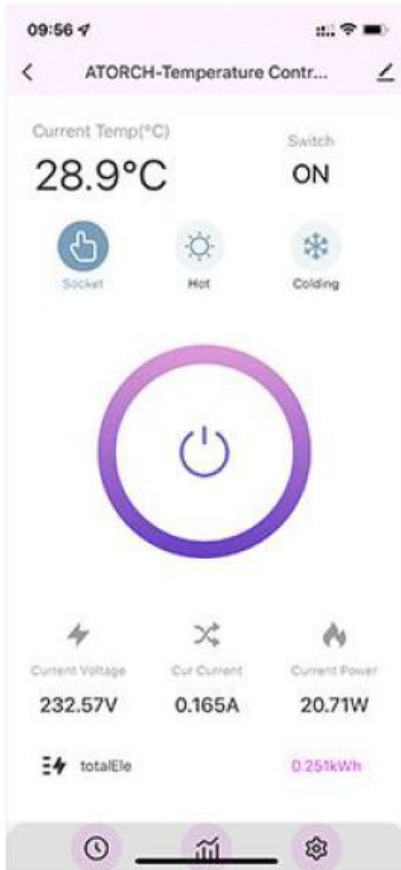 09:56
ATORCH-Temperature Contr...
Current Temp(°C)
Switch
28.9°C
ON
Socket
Hot
Colding
Current Voltage
Cur Current
Current Power
232.57V
0.165A
20.71W
totalEle
0.251kWh